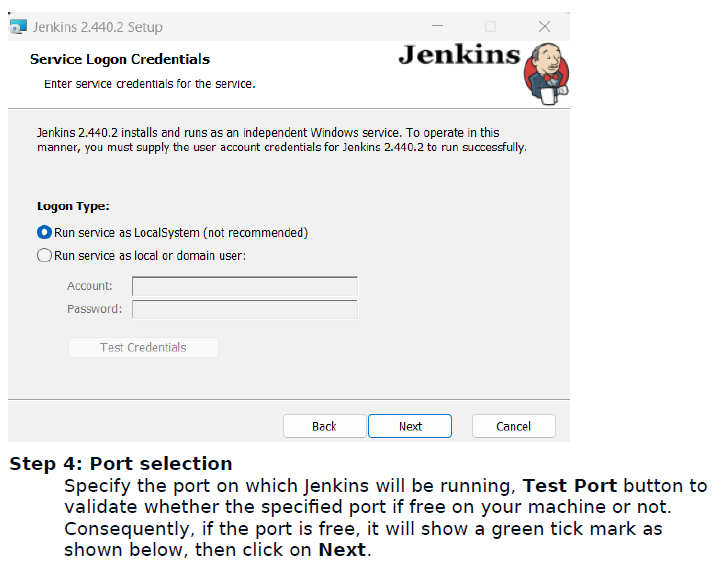 Jenkins 2.440.2 Setup
Service Logon Credentials
Jenkins
Enter service credentials for the service.
Jenkins 2.440.2 installs and runs as an independent Windows service. To operate in this
manner, you must supply the user account credentials for Jenkins 2.440.2 to run successfully.
Logon Type:
Run service as LocalSystem (not recommended)
Run service as local or domain user:
Account:
Password:
Test Credentials
Back Next Cancel
Step 4: Port selection
Specify the port on which Jenkins will be running, Test Port button to
validate whether the specified port if free on your machine or not.
Consequently, if the port is free, it will show a green tick mark as
shown below, then click on Next.